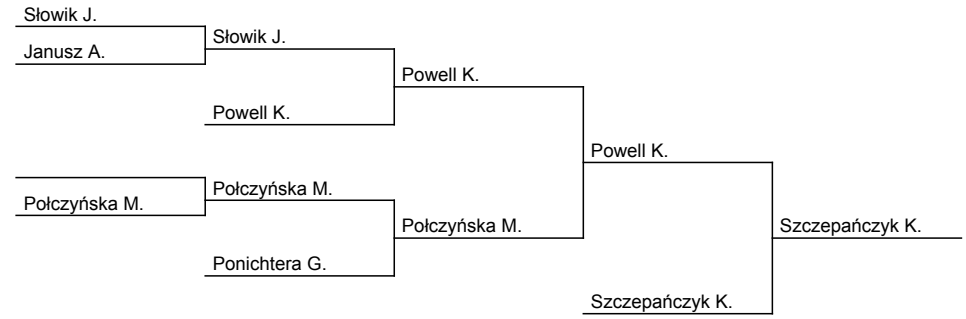 Słowik J.
Janusz A.
Słowik J.
Powell K.
Powell K.
Powell K.
Połczyńska M.
Połczyńska M.
Połczyńska M.
Ponichtera G.
Szczepańczyk K.
Szczepańczyk K.